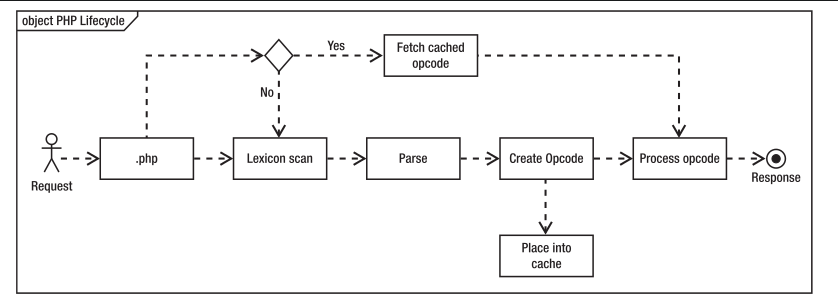 object PHP Lifecycle
Yes
Fetch cached
opcode
No
Request
.php
Lexicon scan
Parse
Create Opcode
Process opcode
Response
Place into
cache